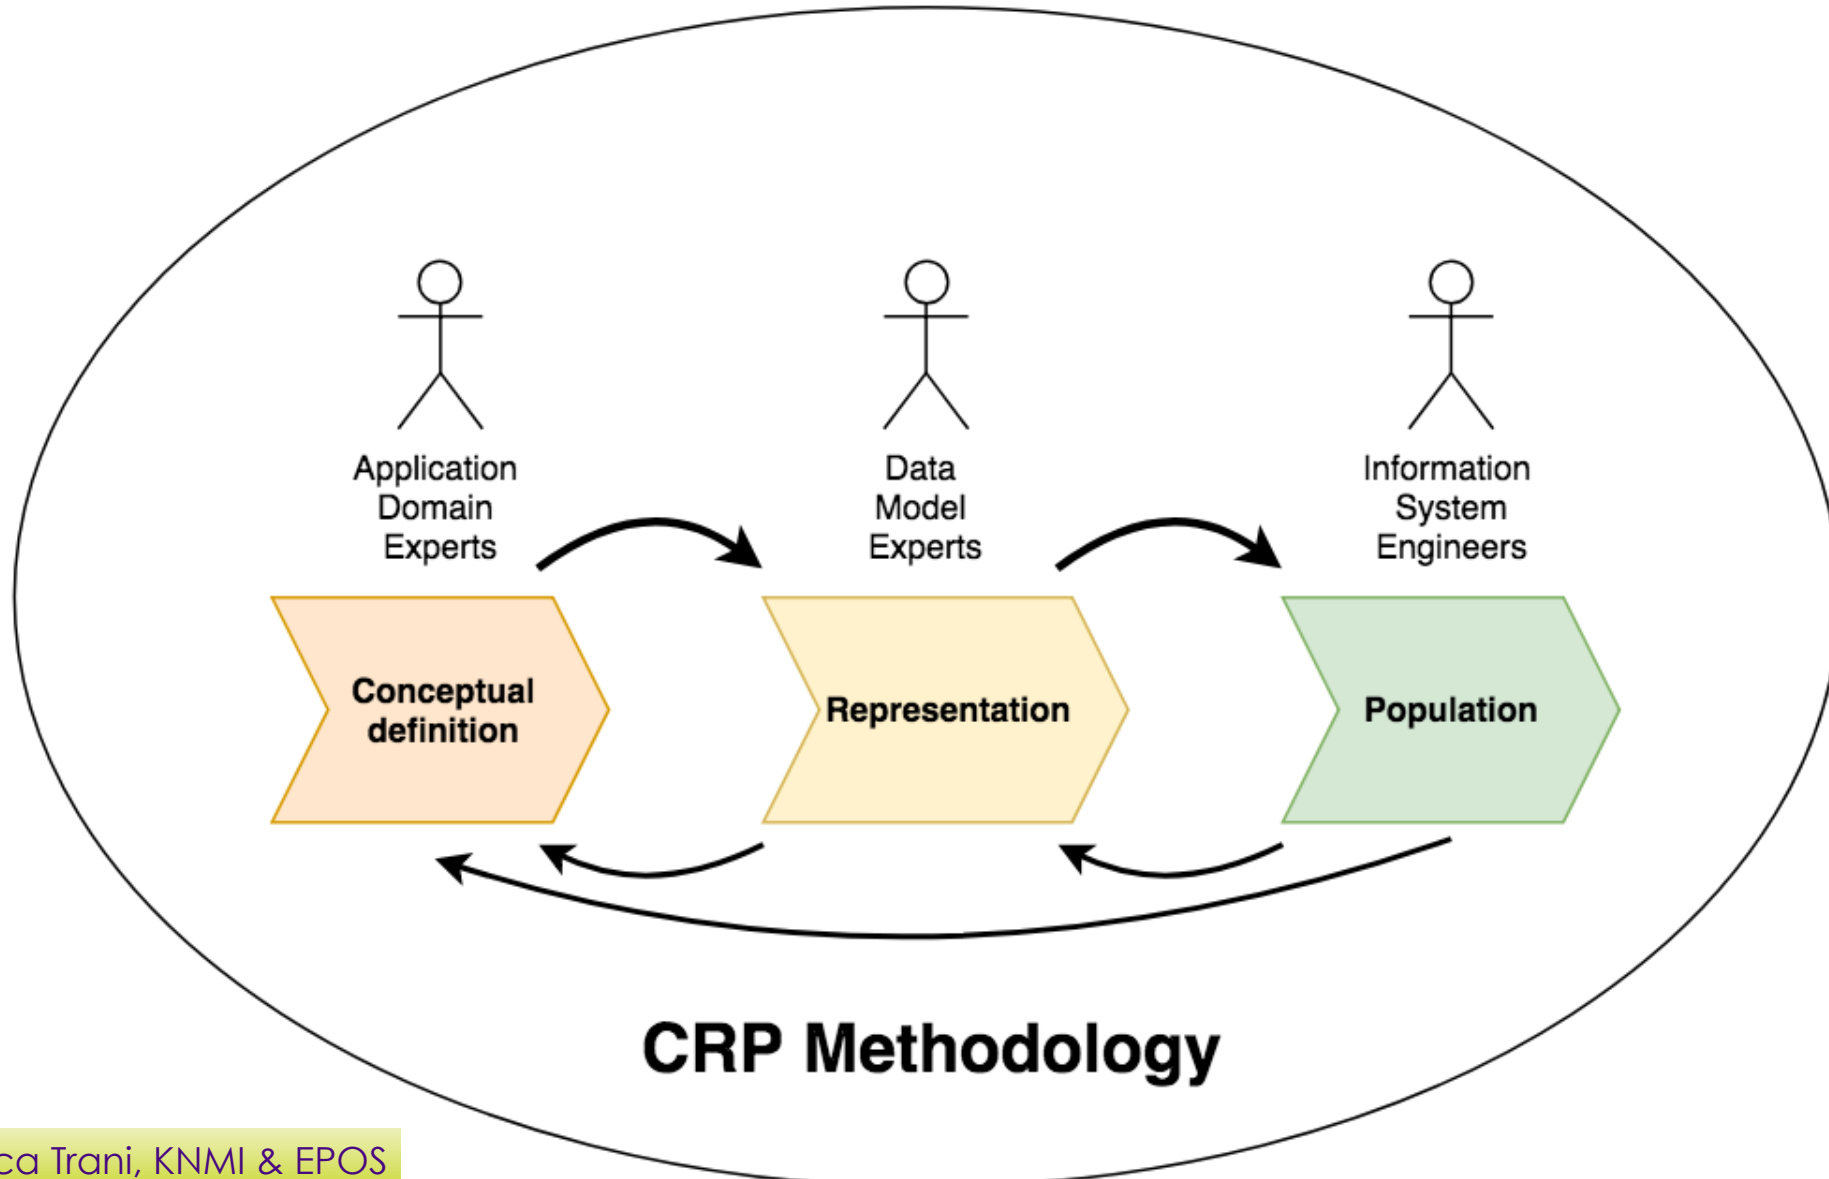 Application
Domain
Experts
Data
Model
Experts
Information
System
Engineers
Conceptual
definition
Representation
Population
CRP Methodology
Trani, KNMI & EPOS